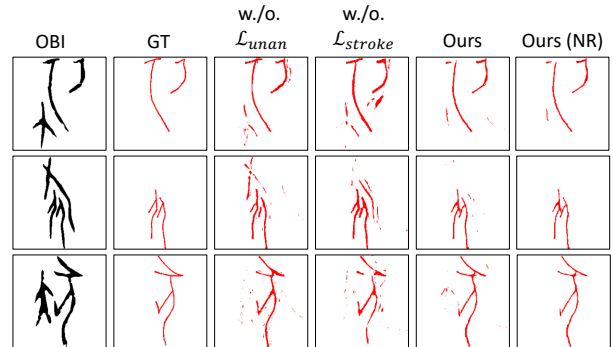 w./o. w./o.
OBI GT ℒ_unan ℒ_stroke Ours Ours (NR)